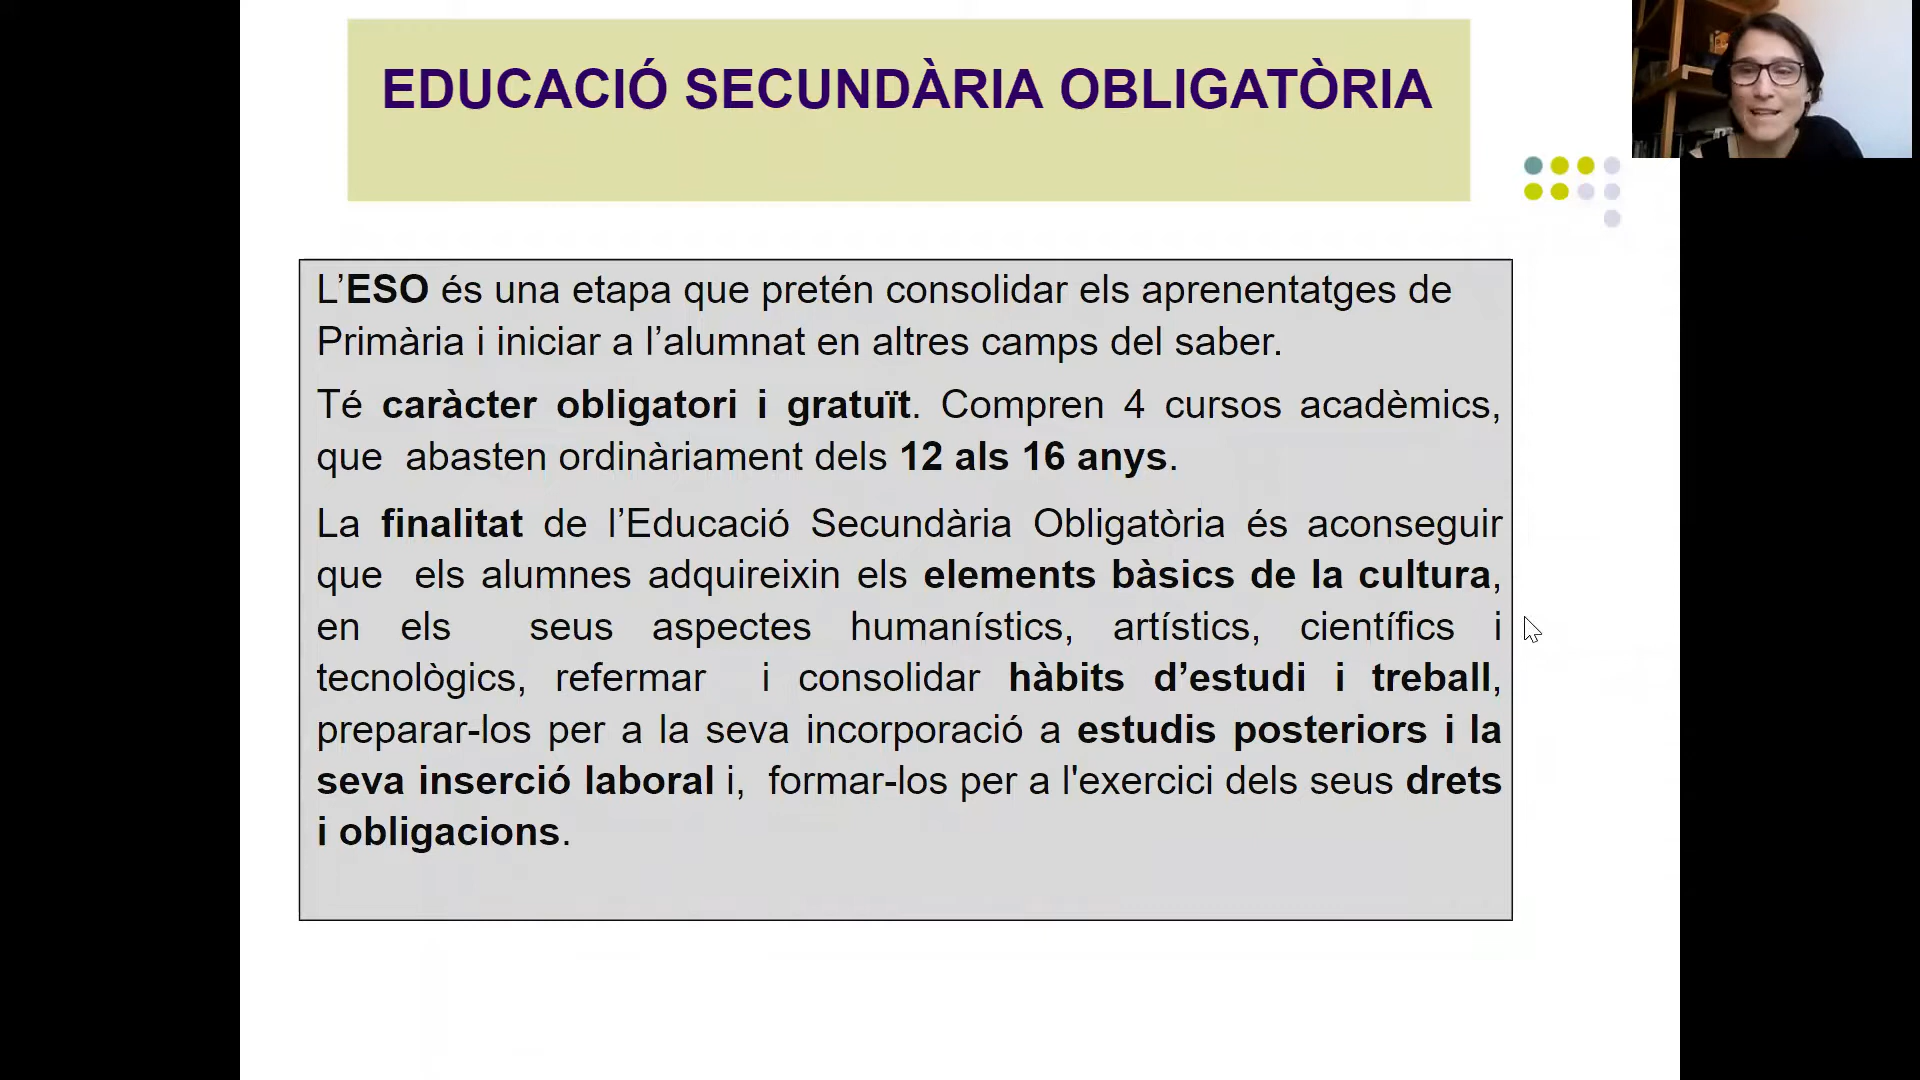 EDUCACIÓ SECUNDÀRIA OBLIGATÒRIA
L’ESO és una etapa que pretén consolidar els aprenentatges de
Primària i iniciar a l’alumnat en altres camps del saber.
Té caràcter obligatori i gratuït. Compren 4 cursos acadèmics,
que abasten ordinàriament dels 12 als 16 anys.
La finalitat de l’Educació Secundària Obligatòria és aconseguir
que els alumnes adquireixin els elements bàsics de la cultura,
en els seus aspectes humanístics, artístics, científics i
tecnològics, refermar i consolidar hàbits d’estudi i treball,
preparar-los per a la seva incorporació a estudis posteriors i la
seva inserció laboral i, formar-los per a l'exercici dels seus drets
i obligacions.